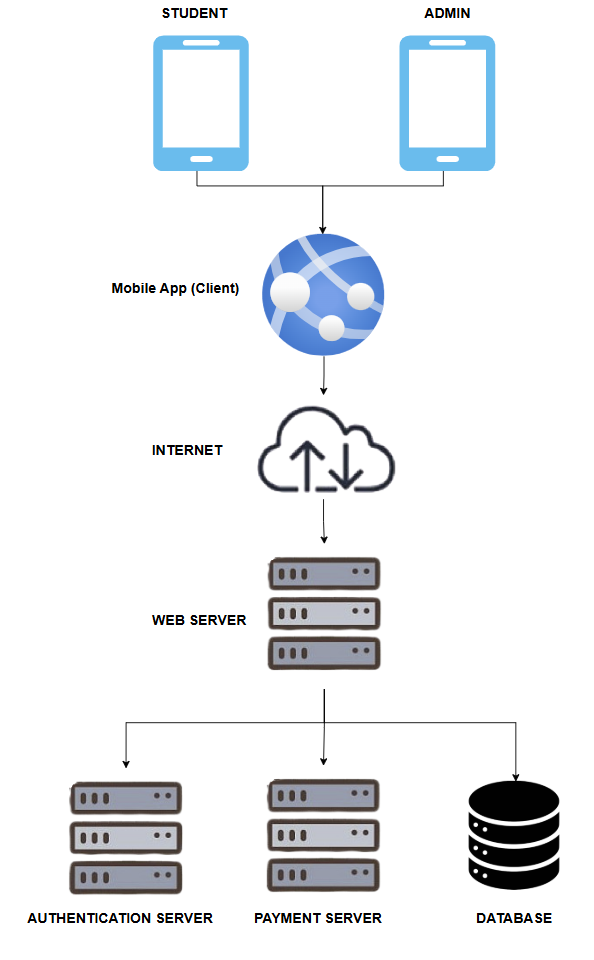 STUDENT
ADMIN
Mobile App (Client)
INTERNET
WEB SERVER
AUTHENTICATION SERVER
PAYMENT SERVER
DATABASE